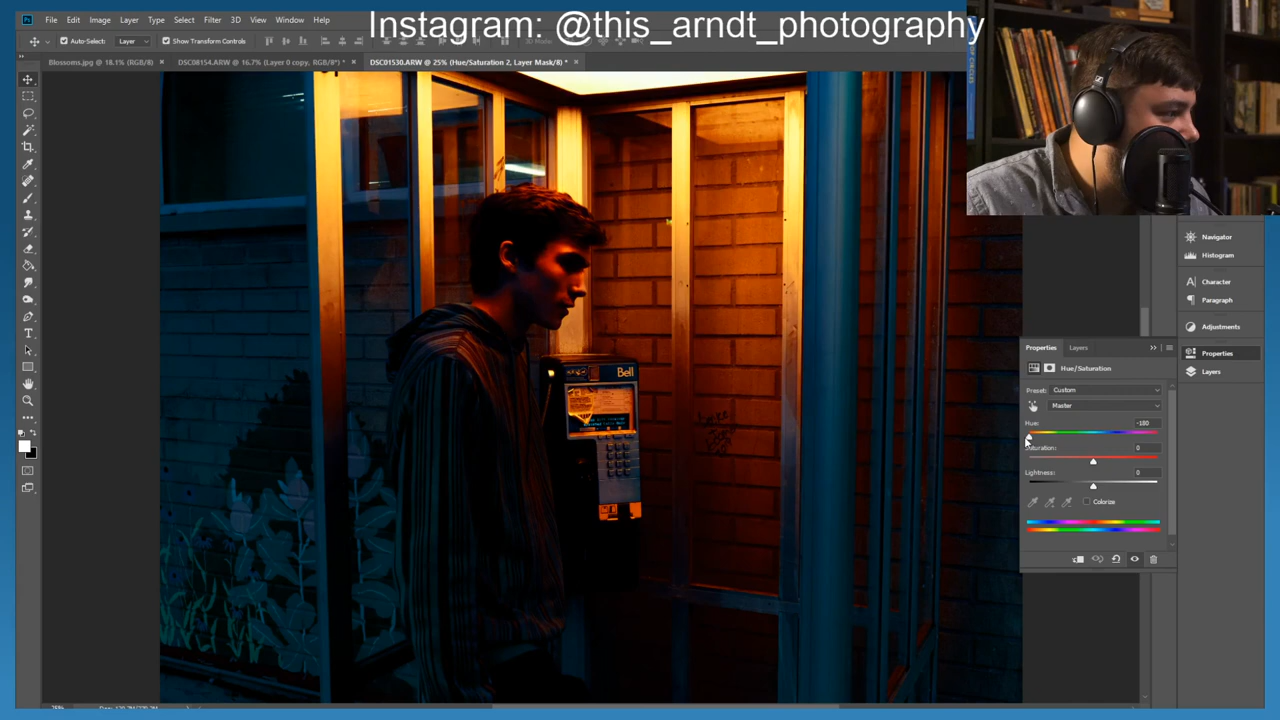 Instagram: @this_arndt_photography
Ps File Edit Image Layer Type Select Filter 3D View Window Help
Auto-Select: Layer Show Transform Controls
Blossoms.jpg @ 18.1% (RGB/8) × DSC08154.ARW @ 16.7% (Layer 0 copy, RGB/8) * × DSC01530.ARW @ 25% (Hue/Saturation 2, Layer Mask/8) * ×
Navigator
Histogram
Character
Paragraph
Adjustments
Properties
Layers
Properties Layers
Hue/Saturation
Preset: Custom
Master
Hue: -180
Saturation: 0
Lightness: 0
Colorize
Bell